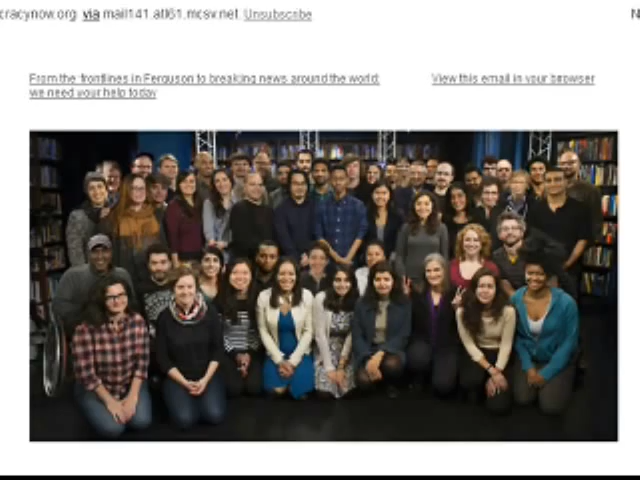 cracynow.org via mail141.atl61.mcsv.net Unsubscribe
N
From the frontlines in Ferguson to breaking news around the world: View this email in your browser
we need your help today